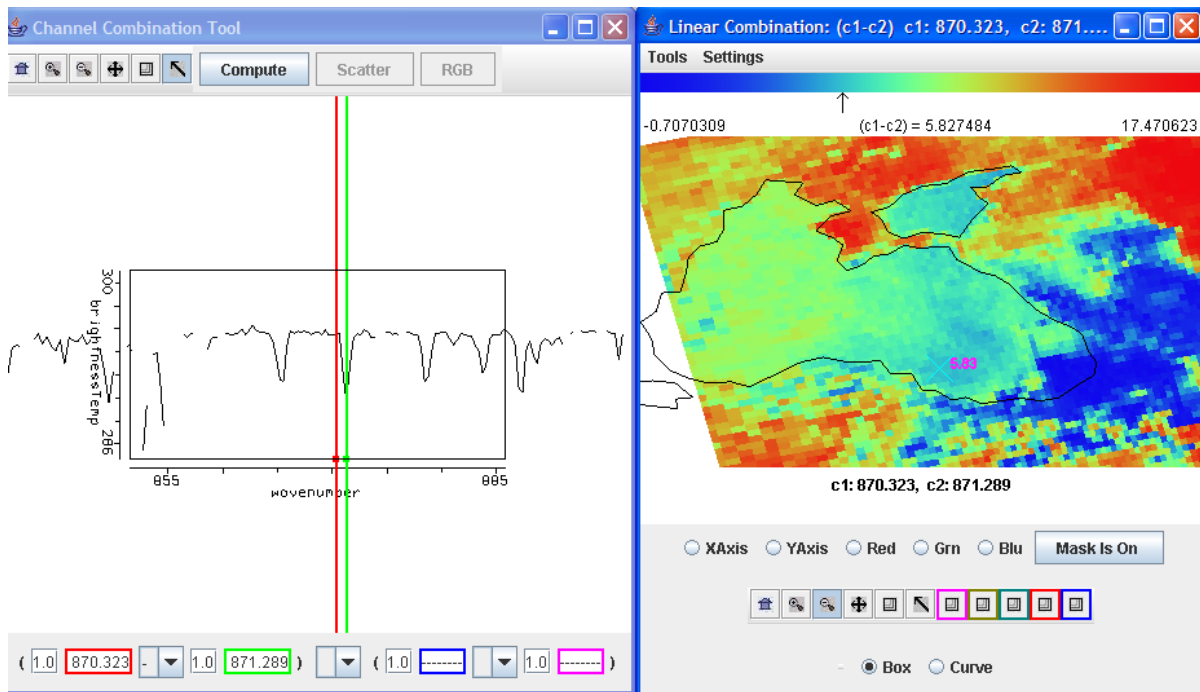 Channel Combination Tool
Compute Scatter RGB
300
brightnessTemp
286
855 885
wavenumber
( 1.0 870.323 - 1.0 871.289 ) ( 1.0 -------- 1.0 -------- )
Linear Combination: (c1-c2) c1: 870.323, c2: 871....
Tools Settings
-0.7070309 (c1-c2) = 5.827484 17.470623
5.83
c1: 870.323, c2: 871.289
XAxis YAxis Red Grn Blu Mask Is On
Box Curve